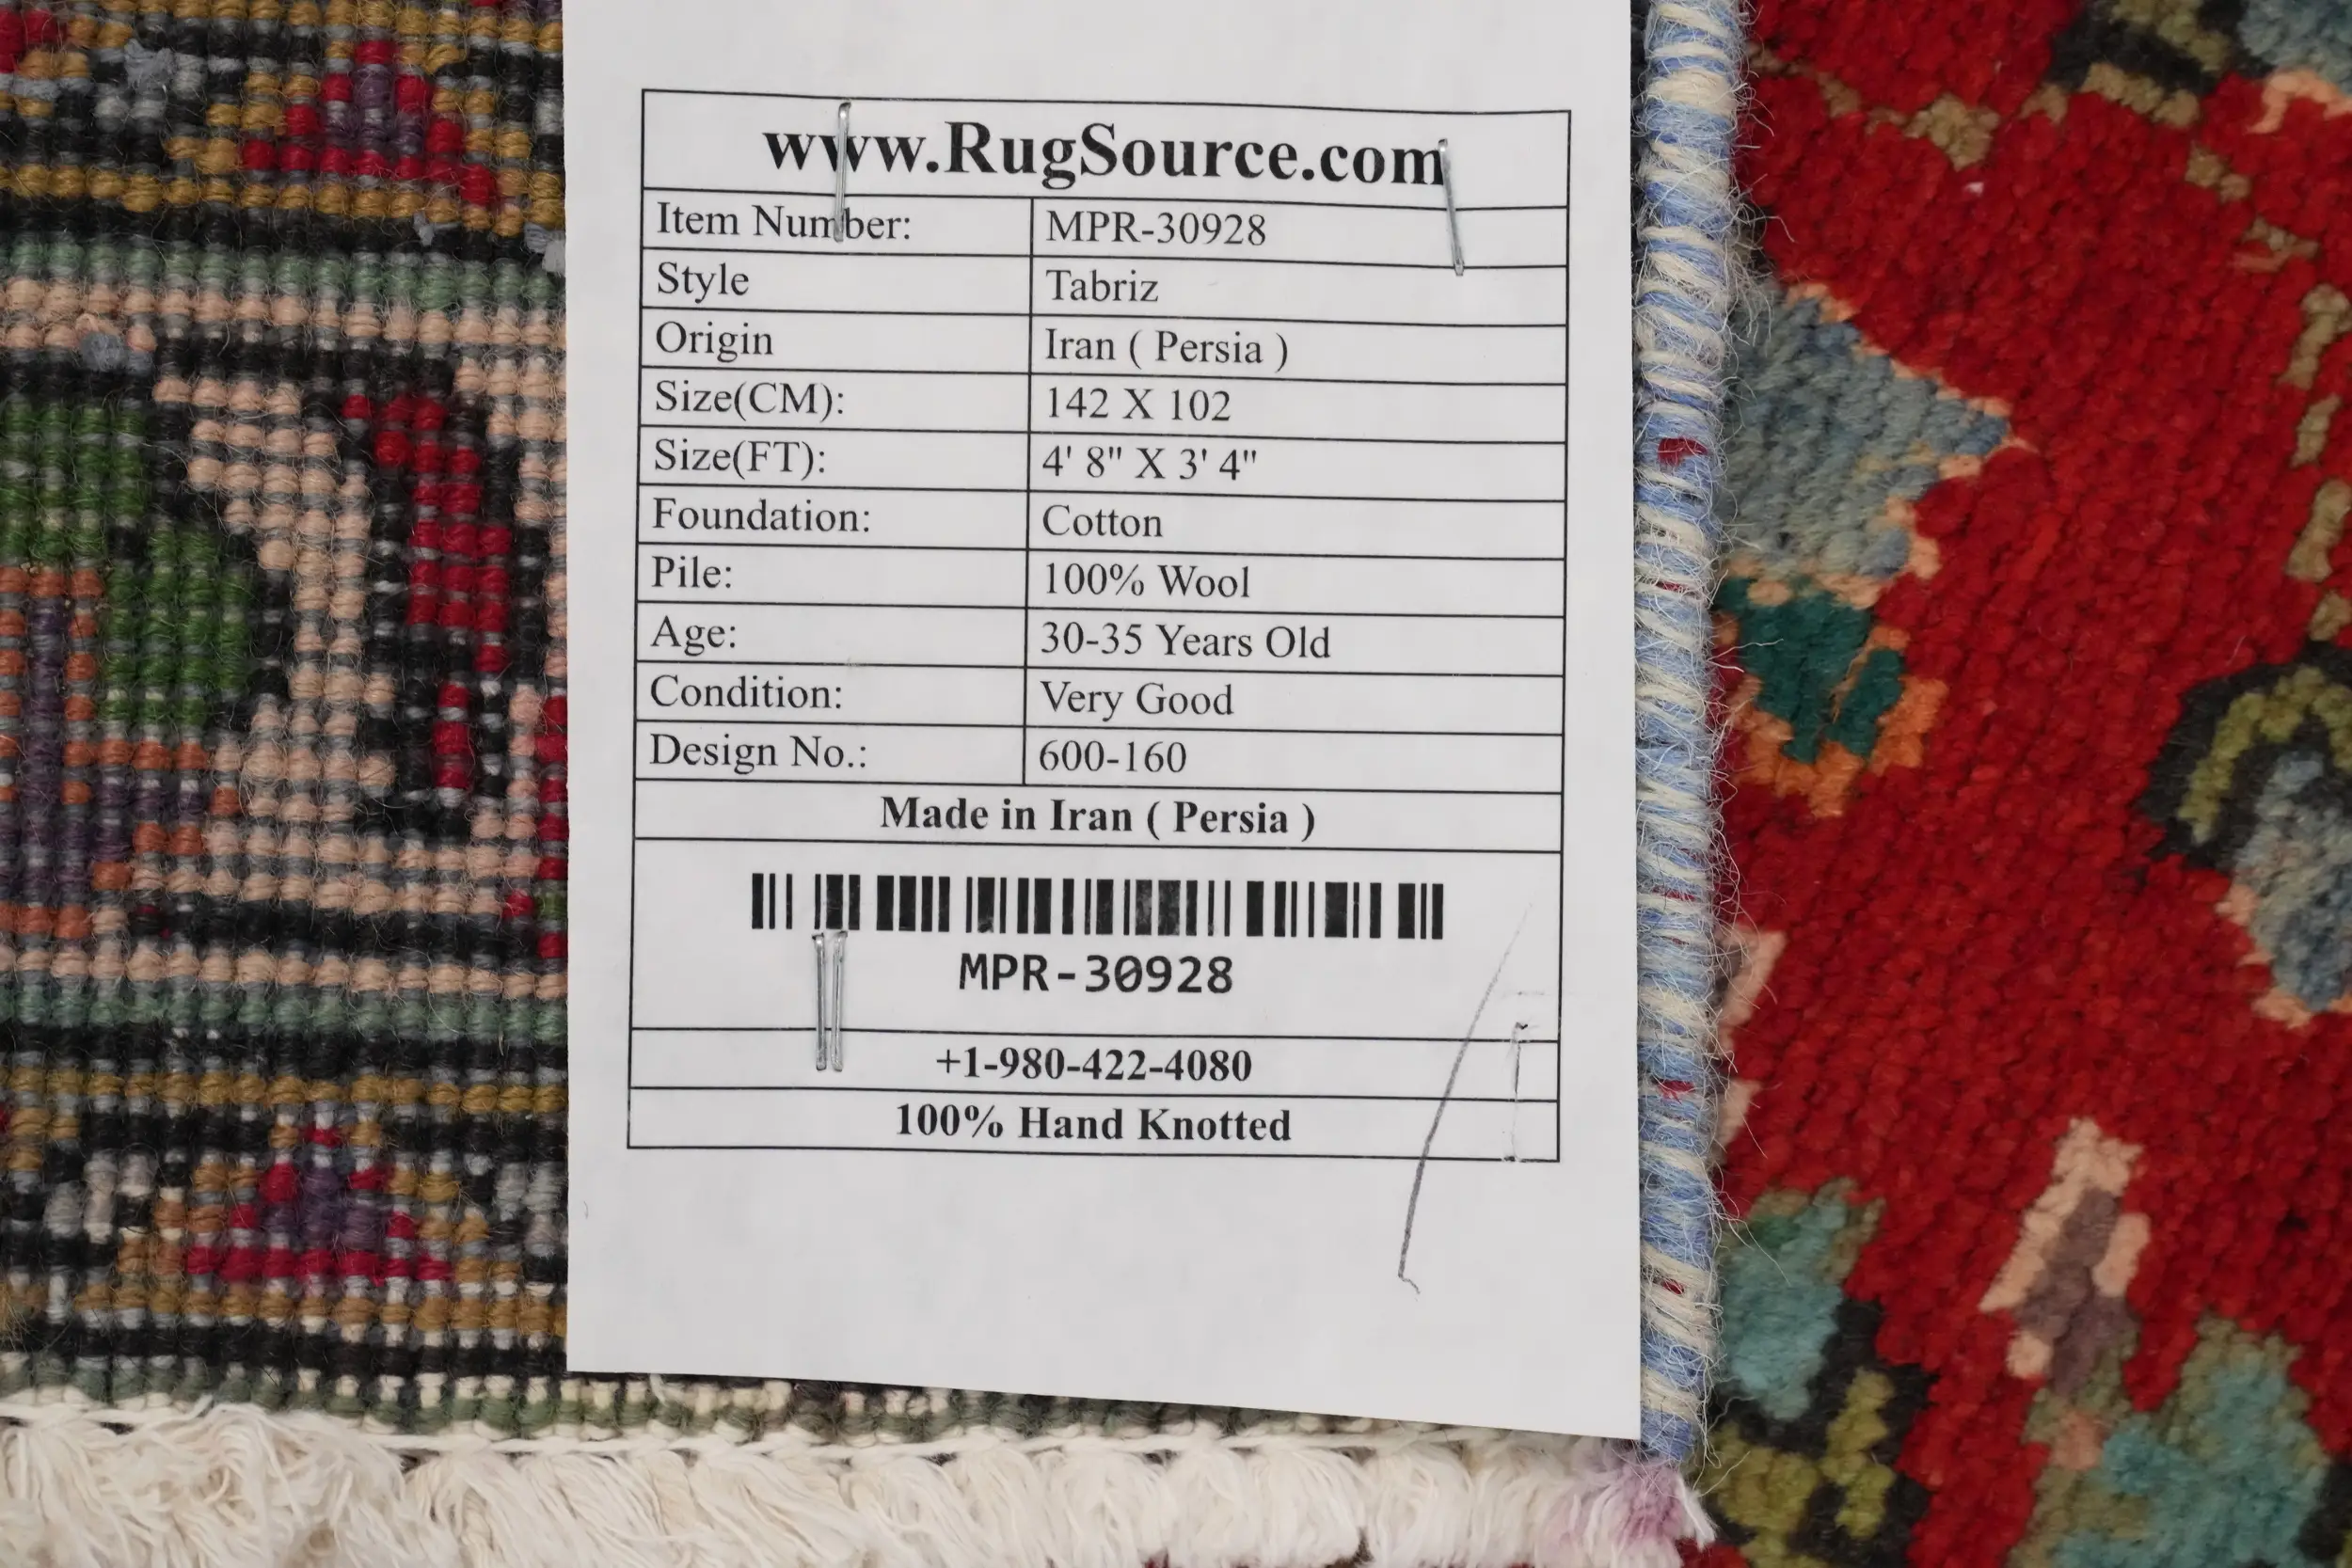 www.RugSource.com
Item Number: MPR-30928
Style Tabriz
Origin Iran ( Persia )
Size(CM): 142 X 102
Size(FT): 4' 8" X 3' 4"
Foundation: Cotton
Pile: 100% Wool
Age: 30-35 Years Old
Condition: Very Good
Design No.: 600-160
Made in Iran ( Persia )
MPR-30928
+1-980-422-4080
100% Hand Knotted